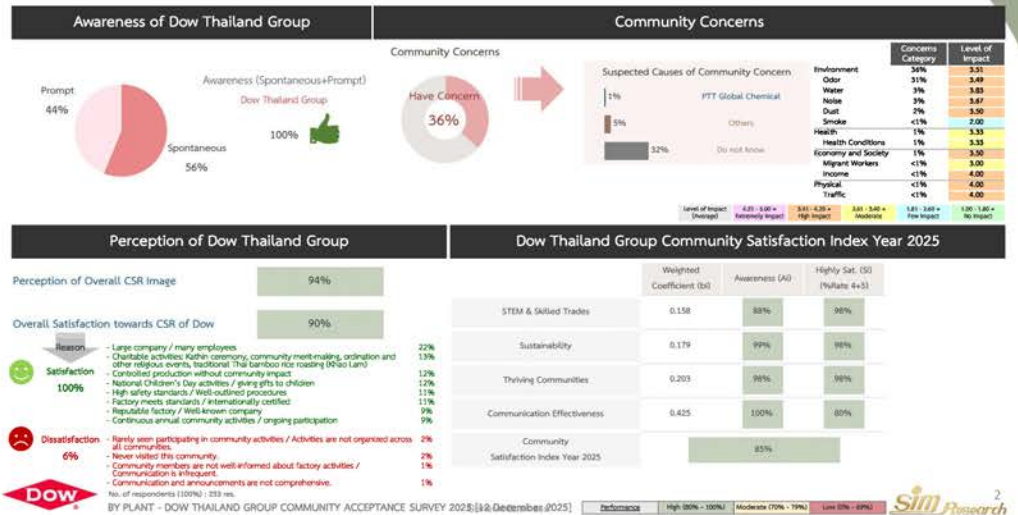 Awareness of Dow Thailand Group
Community Concerns
Prompt
44%
Spontaneous
56%
Awareness (Spontaneous+Prompt)
Dow Thailand Group
100%
Community Concerns
Have Concern
36%
Suspected Causes of Community Concern
1% PTT Global Chemical
5% Others
32% Do not Know
Concerns Category Level of Impact
Environment 36% 3.51
Odor 31% 3.49
Water 3% 3.83
Noise 3% 3.67
Dust 2% 3.50
Smoke <1% 2.00
Health 1% 3.33
Health Conditions 1% 3.33
Economy and Society 1% 3.50
Migrant Workers <1% 3.00
Income <1% 4.00
Physical <1% 4.00
Traffic <1% 4.00
Level of Impact (Average)
Extremely Impact
High Impact
Moderate
Few Impact
No Impact
Perception of Dow Thailand Group
Perception of Overall CSR Image 94%
Overall Satisfaction towards CSR of Dow 90%
Reason
Satisfaction
100%
- Large company / many employees 22%
- Charitable activities: Kathin ceremony, community merit-making, ordination and 13%
other religious events, traditional Thai bamboo rice roasting (Khao Lam)
- Controlled production without community impact 12%
- National Children's Day activities / giving gifts to children 12%
- High safety standards / Well-outlined procedures 11%
- Factory meets standards / internationally certified 11%
- Reputable factory / Well-known company 9%
- Continuous annual community activities / ongoing participation 9%
Dissatisfaction
6%
- Rarely seen participating in community activities / Activities are not organized across 2%
all communities.
- Never visited this community. 2%
- Community members are not well-informed about factory activities / 1%
Communication is infrequent.
- Communication and announcements are not comprehensive. 1%
Dow Thailand Group Community Satisfaction Index Year 2025
Weighted Coefficient (bi) Awareness (AI) Highly Sat. (SI) (%Rate 4+5)
STEM & Skilled Trades 0.158 88% 98%
Sustainability 0.179 99% 98%
Thriving Communities 0.203 98% 98%
Communication Effectiveness 0.425 100% 80%
Community
Satisfaction Index Year 2025 85%
DOW
No. of respondents (100%) : 253 res.
BY PLANT - DOW THAILAND GROUP COMMUNITY ACCEPTANCE SURVEY 2025 [12 December 2025]
Performance High (80% - 100%) Moderate (70% - 79%) Low (0% - 69%)
Sim Research
2